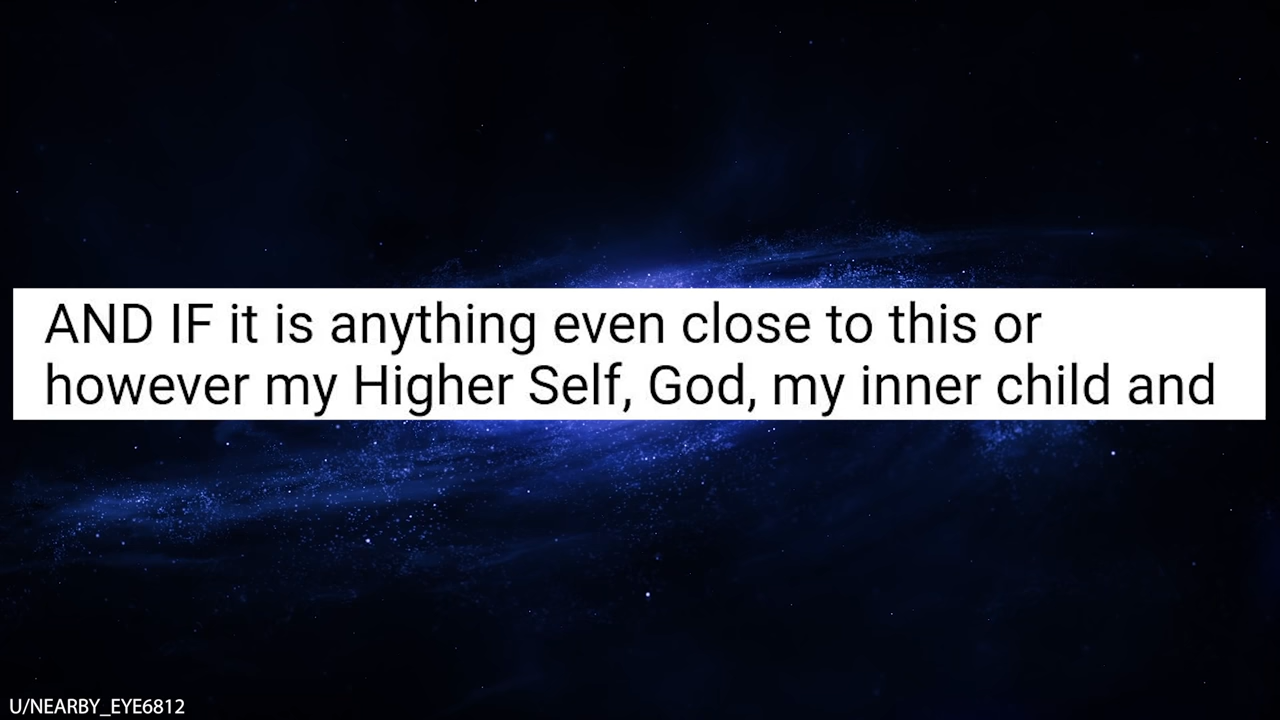 AND IF it is anything even close to this or
however my Higher Self, God, my inner child and
U/NEARBY_EYE6812